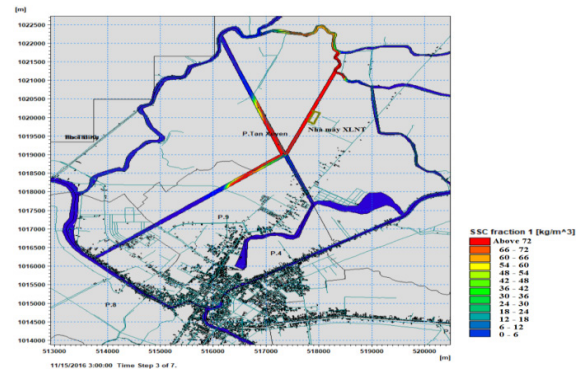 [m]
1022500
1022000
1021000
1020500
1020000
1019500
1019000
1018000
1017500
1017000
1016000
1015500
1015000
1014500
1014000
P.Tan Xuyen
Nhà máy XLNT
P.9
P.4
P.8
P.
513000
514000
515000
516000
517000
518000
519000
520000
[m]
11/15/2016 3:00:00 Time Step 3 of 7.
SSC fraction 1 [kg/m^3]
Above 72
66 - 72
60 - 66
54 - 60
48 - 54
42 - 48
36 - 42
30 - 36
24 - 30
18 - 24
12 - 18
6 - 12
0 - 6